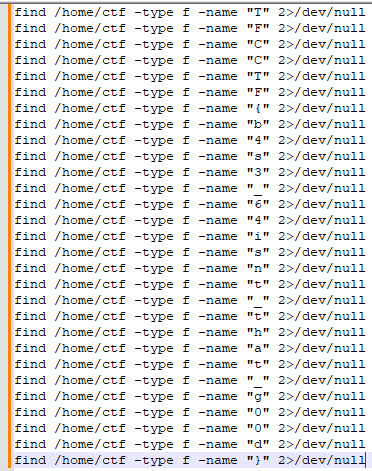 find /home/ctf -type f -name "T" 2>/dev/null
find /home/ctf -type f -name "F" 2>/dev/null
find /home/ctf -type f -name "C" 2>/dev/null
find /home/ctf -type f -name "C" 2>/dev/null
find /home/ctf -type f -name "T" 2>/dev/null
find /home/ctf -type f -name "F" 2>/dev/null
find /home/ctf -type f -name "{" 2>/dev/null
find /home/ctf -type f -name "b" 2>/dev/null
find /home/ctf -type f -name "4" 2>/dev/null
find /home/ctf -type f -name "s" 2>/dev/null
find /home/ctf -type f -name "3" 2>/dev/null
find /home/ctf -type f -name "_" 2>/dev/null
find /home/ctf -type f -name "6" 2>/dev/null
find /home/ctf -type f -name "4" 2>/dev/null
find /home/ctf -type f -name "i" 2>/dev/null
find /home/ctf -type f -name "s" 2>/dev/null
find /home/ctf -type f -name "n" 2>/dev/null
find /home/ctf -type f -name "t" 2>/dev/null
find /home/ctf -type f -name "_" 2>/dev/null
find /home/ctf -type f -name "t" 2>/dev/null
find /home/ctf -type f -name "h" 2>/dev/null
find /home/ctf -type f -name "a" 2>/dev/null
find /home/ctf -type f -name "t" 2>/dev/null
find /home/ctf -type f -name "_" 2>/dev/null
find /home/ctf -type f -name "g" 2>/dev/null
find /home/ctf -type f -name "0" 2>/dev/null
find /home/ctf -type f -name "0" 2>/dev/null
find /home/ctf -type f -name "d" 2>/dev/null
find /home/ctf -type f -name "}" 2>/dev/null